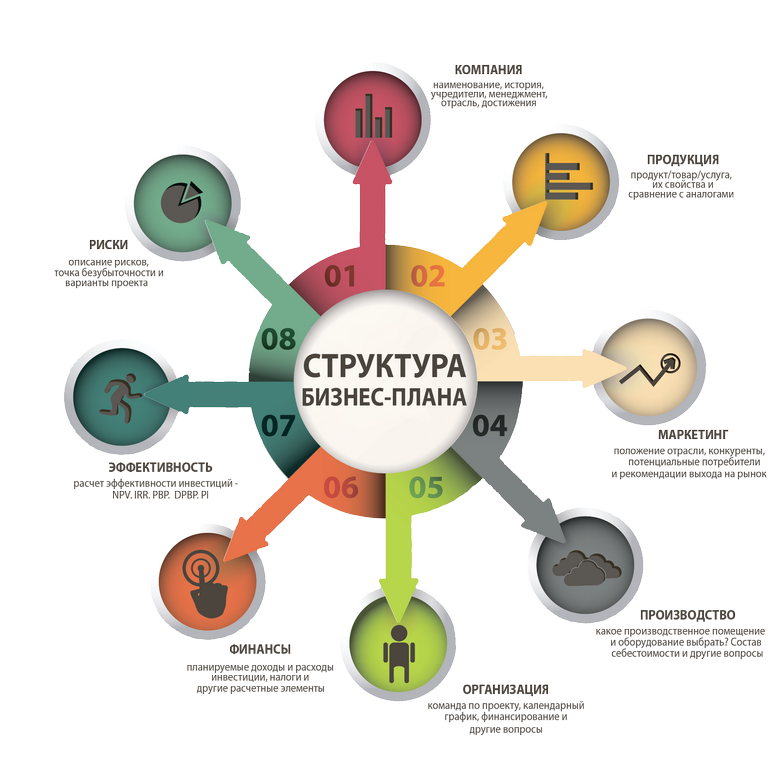 КОМПАНИЯ
наименование, история,
учредители, менеджмент,
отрасль, достижения
ПРОДУКЦИЯ
продукт/товар/услуга,
их свойства и
сравнение с аналогами
РИСКИ
описание рисков,
точка безубыточности и
варианты проекта
01
02
08
03
СТРУКТУРА
БИЗНЕС-ПЛАНА
07
04
06
05
МАРКЕТИНГ
положение отрасли, конкуренты,
потенциальные потребители
и рекомендации выхода на рынок
ЭФФЕКТИВНОСТЬ
расчет эффективности инвестиций -
NPV. IRR. PBP. DPBP. PI
ПРОИЗВОДСТВО
какое производственное помещение
и оборудование выбрать? Состав
себестоимости и другие вопросы
ФИНАНСЫ
планируемые доходы и расходы
инвестиции, налоги и
другие расчетные элементы
ОРГАНИЗАЦИЯ
команда по проекту, календарный
график, финансирование и
другие вопросы